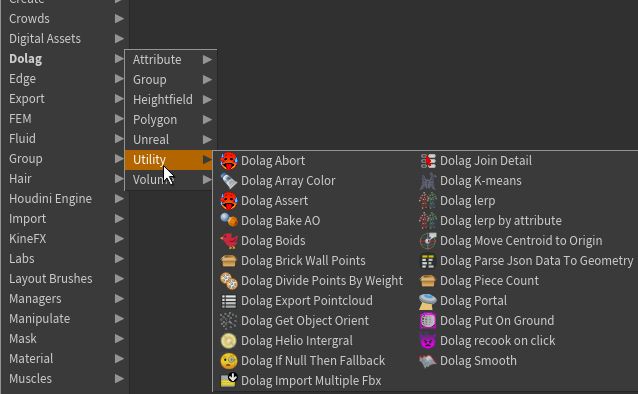 Create
Crowds
Digital Assets
Dolag
Edge
Export
FEM
Fluid
Group
Hair
Houdini Engine
Import
KineFX
Labs
Layout Brushes
Managers
Manipulate
Mask
Material
Muscles
Attribute
Group
Heightfield
Polygon
Unreal
Utility
Dolag Abort
Dolag Array Color
Dolag Assert
Dolag Bake AO
Dolag Boids
Dolag Brick Wall Points
Dolag Divide Points By Weight
Dolag Export Pointcloud
Dolag Get Object Orient
Dolag Helio Intergral
Dolag If Null Then Fallback
Dolag Import Multiple Fbx
Dolag Join Detail
Dolag K-means
Dolag lerp
Dolag lerp by attribute
Dolag Move Centroid to Origin
Dolag Parse Json Data To Geometry
Dolag Piece Count
Dolag Portal
Dolag Put On Ground
Dolag recook on click
Dolag Smooth